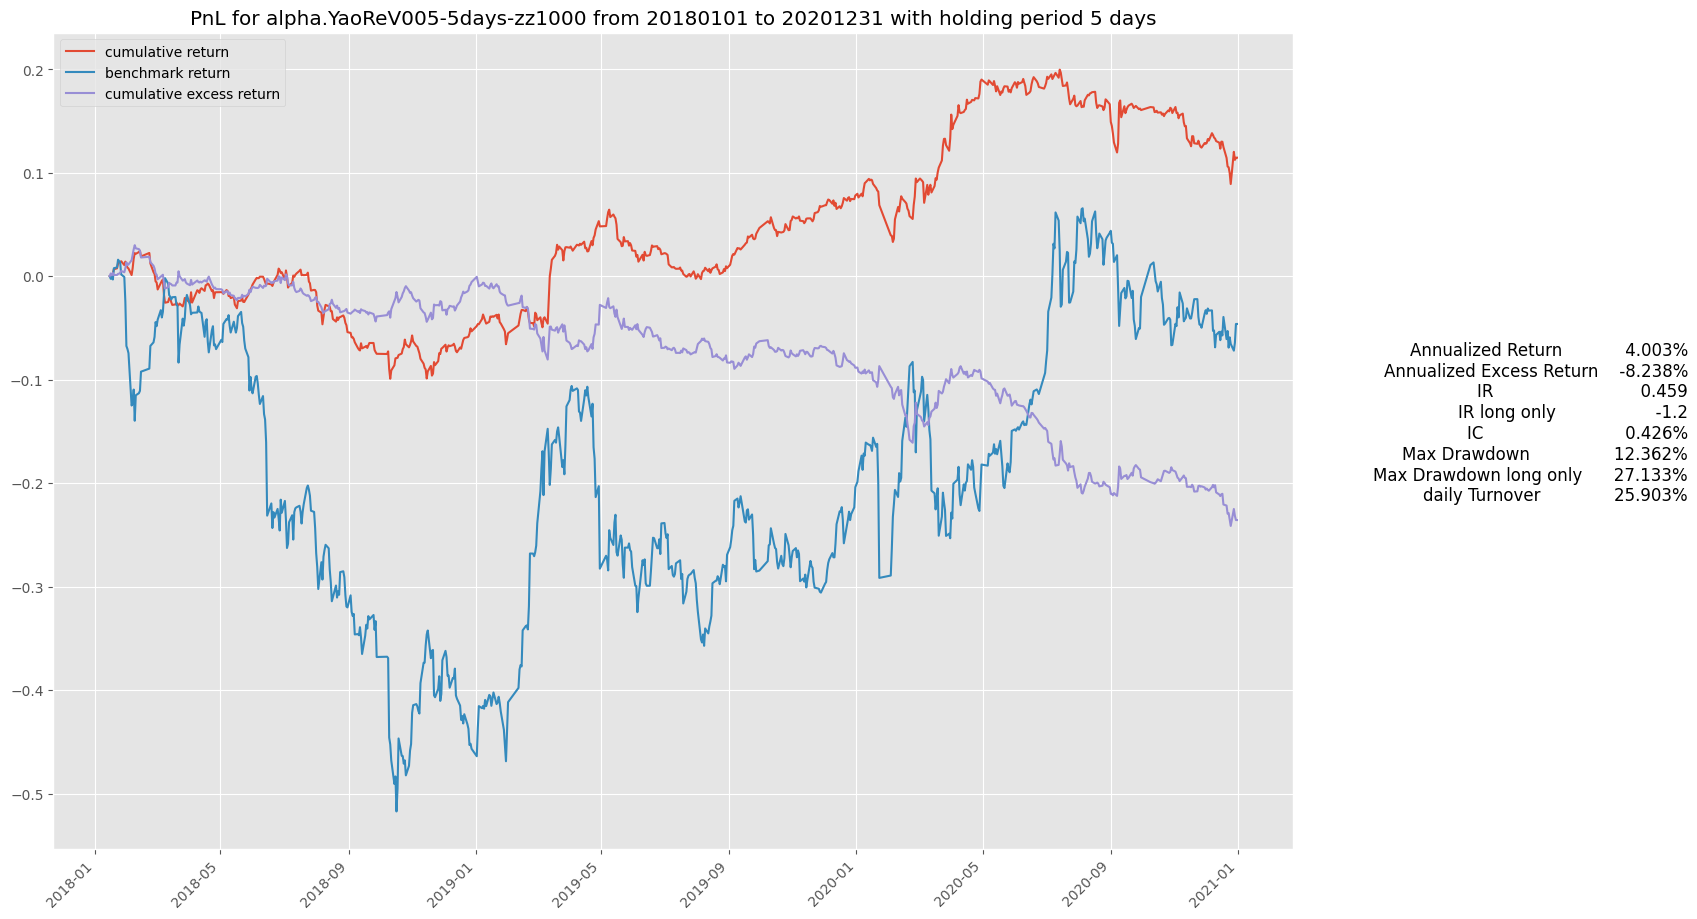 PnL for alpha.YaoReV005-5days-zz1000 from 20180101 to 20201231 with holding period 5 days
cumulative return
benchmark return
cumulative excess return
0.2
0.1
0.0
−0.1
−0.2
−0.3
−0.4
−0.5
2018-01
2018-05
2018-09
2019-01
2019-05
2019-09
2020-01
2020-05
2020-09
2021-01
Annualized Return 4.003%
Annualized Excess Return -8.238%
IR 0.459
IR long only -1.2
IC 0.426%
Max Drawdown 12.362%
Max Drawdown long only 27.133%
daily Turnover 25.903%